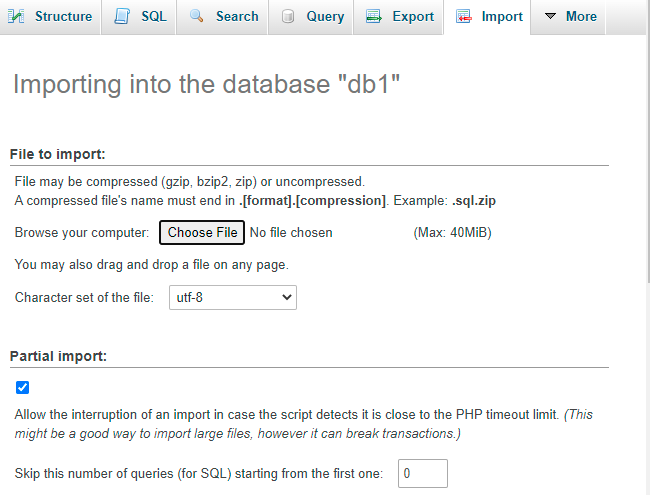 Structure SQL Search Query Export Import More
Importing into the database "db1"
File to import:
File may be compressed (gzip, bzip2, zip) or uncompressed.
A compressed file's name must end in .[format].[compression]. Example: .sql.zip
Browse your computer: Choose File No file chosen (Max: 40MiB)
You may also drag and drop a file on any page.
Character set of the file: utf-8
Partial import:
Allow the interruption of an import in case the script detects it is close to the PHP timeout limit. (This
might be a good way to import large files, however it can break transactions.)
Skip this number of queries (for SQL) starting from the first one: 0